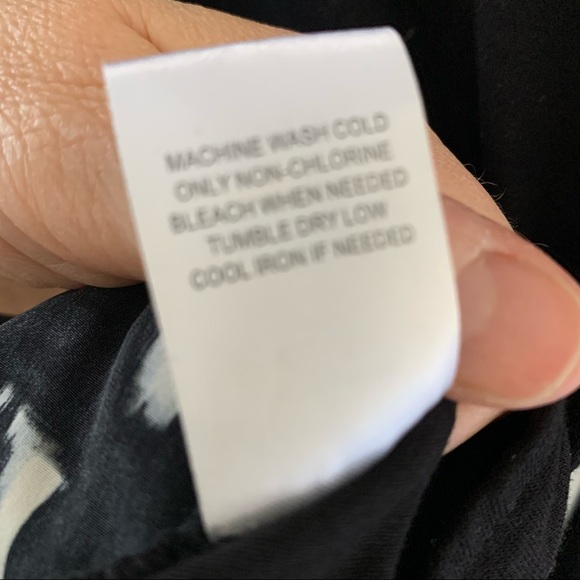 MACHINE WASH COLD
ONLY NON-CHLORINE
BLEACH WHEN NEEDED
TUMBLE DRY LOW
COOL IRON IF NEEDED